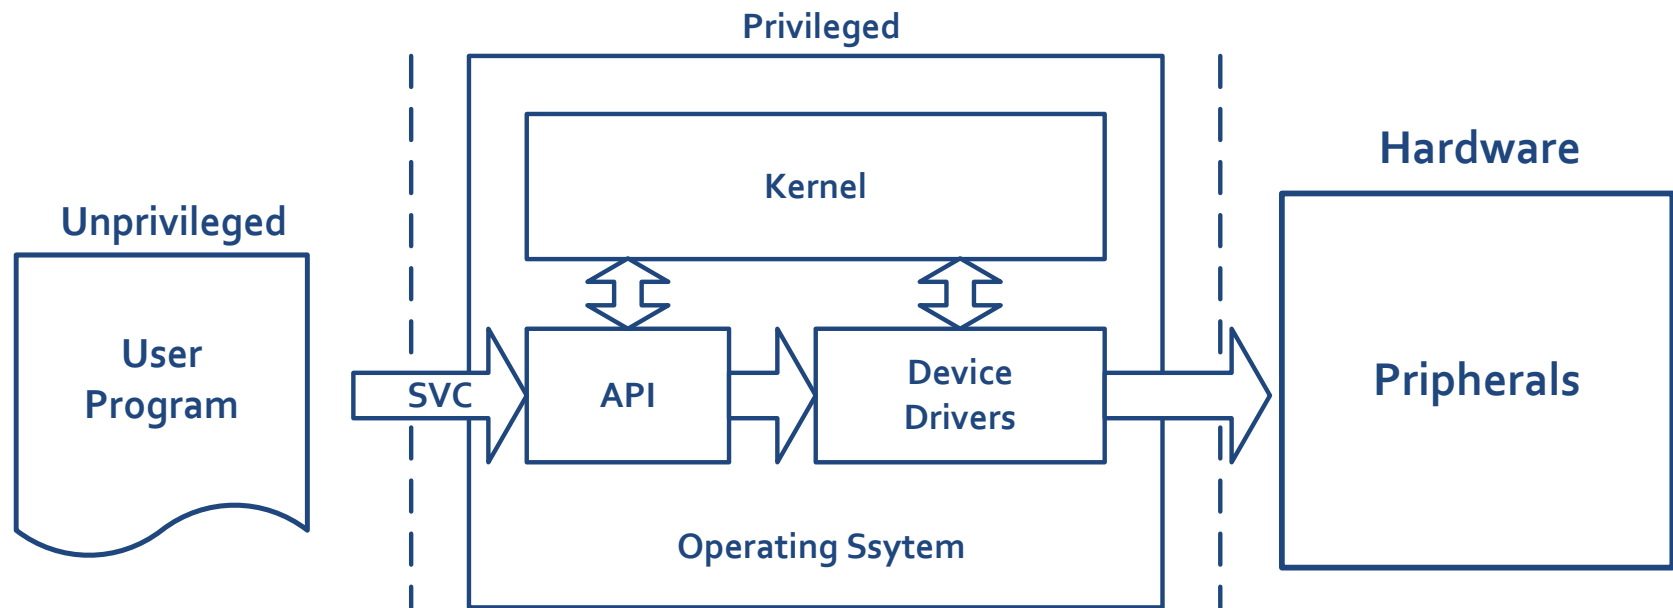 Privileged
Hardware
Kernel
Unprivileged
User
Program
SVC
API
Device
Drivers
Pripherals
Operating Ssytem